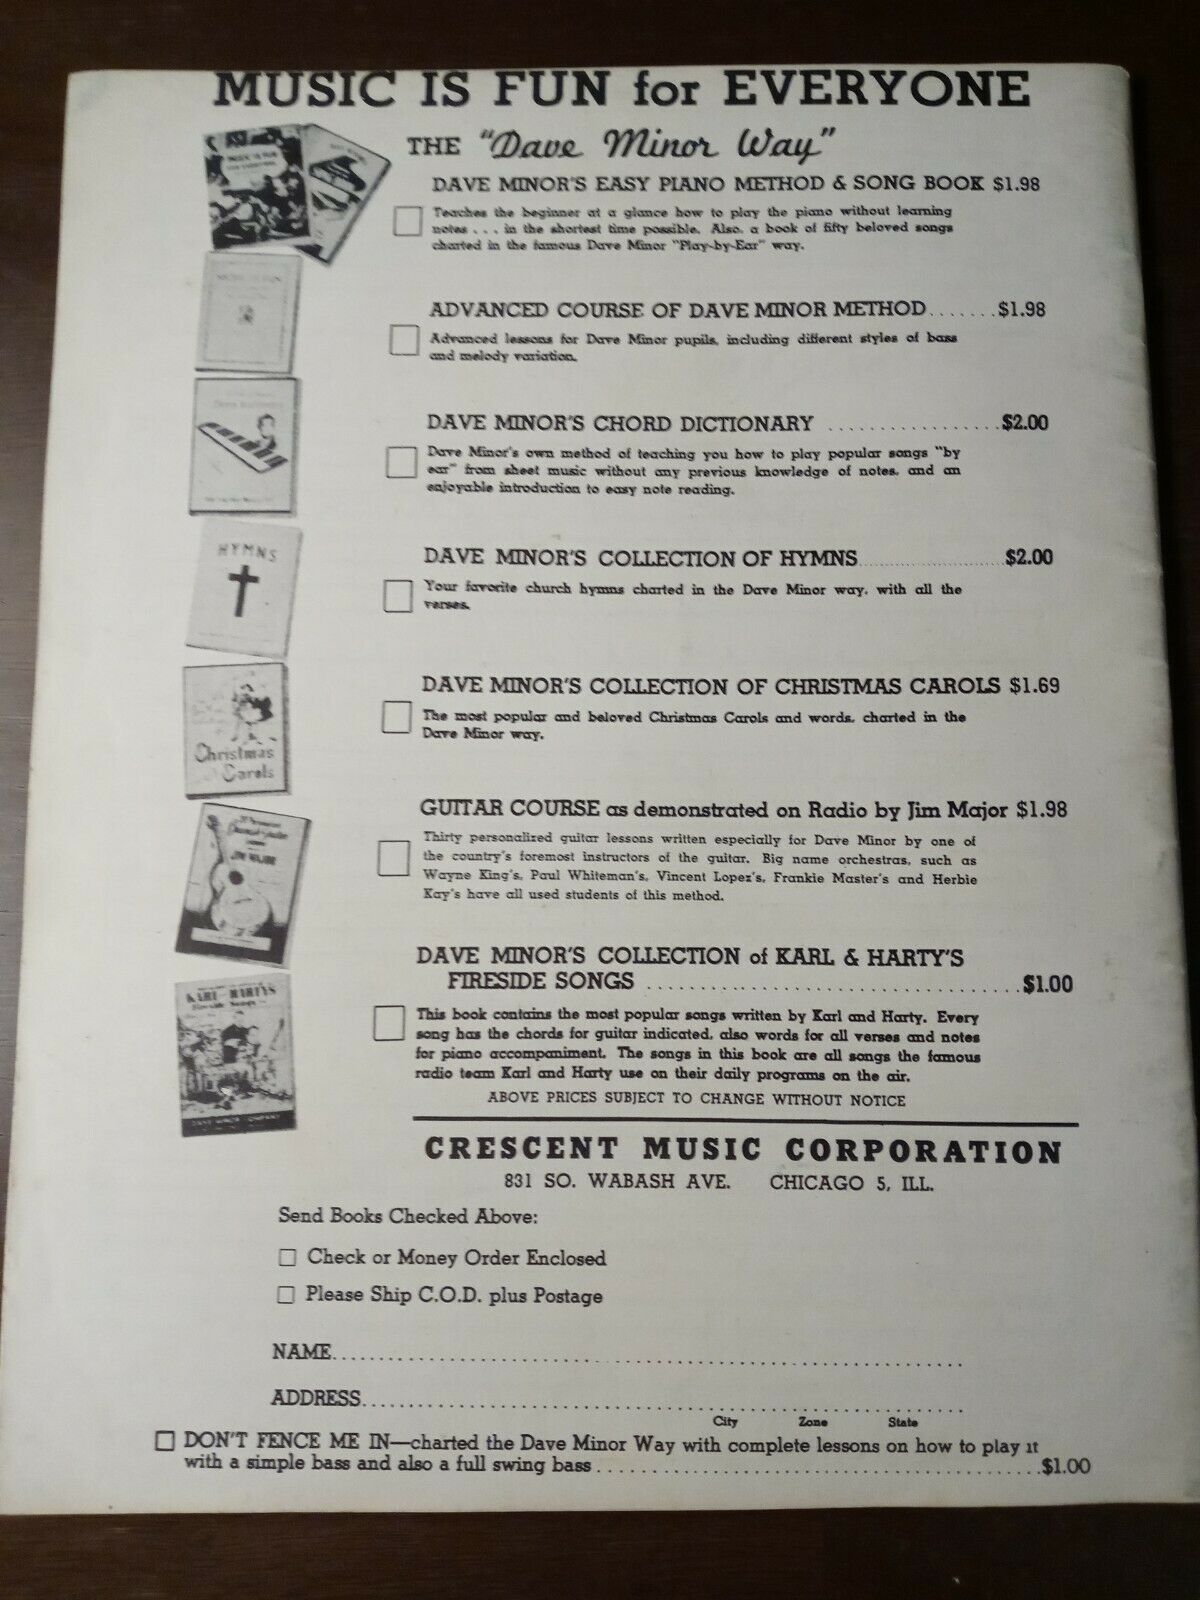 MUSIC IS FUN for EVERYONE
THE "Dave Minor Way"
DAVE MINOR'S EASY PIANO METHOD & SONG BOOK $1.98
Teaches the beginner at a glance how to play the piano without learning
notes . . . in the shortest time possible. Also, a book of fifty beloved songs
charted in the famous Dave Minor "Play-by-Ear" way.
ADVANCED COURSE OF DAVE MINOR METHOD.......$1.98
Advanced lessons for Dave Minor pupils, including different styles of bass
and melody variation.
DAVE MINOR'S CHORD DICTIONARY .................$2.00
Dave Minor's own method of teaching you how to play popular songs "by
ear" from sheet music without any previous knowledge of notes, and an
enjoyable introduction to easy note reading.
HYMNS
DAVE MINOR'S COLLECTION OF HYMNS..............................$2.00
Your favorite church hymns charted in the Dave Minor way, with all the
verses.
DAVE MINOR'S COLLECTION OF CHRISTMAS CAROLS $1.69
The most popular and beloved Christmas Carols and words, charted in the
Dave Minor way.
Christmas
Carols
GUITAR COURSE as demonstrated on Radio by Jim Major $1.98
Thirty personalized guitar lessons written especially for Dave Minor by one of
the country's foremost instructors of the guitar. Big name orchestras, such as
Wayne King's, Paul Whiteman's, Vincent Lopez's, Frankie Master's and Herbie
Kay's have all used students of this method.
JIM MAJOR
DAVE MINOR'S COLLECTION of KARL & HARTY'S
FIRESIDE SONGS ....................................$1.00
KARL and HARTY'S
Fireside Songs
This book contains the most popular songs written by Karl and Harty. Every
song has the chords for guitar indicated, also words for all verses and notes
for piano accompaniment. The songs in this book are all songs the famous
radio team Karl and Harty use on their daily programs on the air.
ABOVE PRICES SUBJECT TO CHANGE WITHOUT NOTICE
CRESCENT MUSIC CORPORATION
831 SO. WABASH AVE. CHICAGO 5, ILL.
Send Books Checked Above:
Check or Money Order Enclosed
Please Ship C.O.D. plus Postage
NAME..............................................................
ADDRESS...........................................................
City Zone State
DON'T FENCE ME IN—charted the Dave Minor Way with complete lessons on how to play it
with a simple bass and also a full swing bass...........................................$1.00